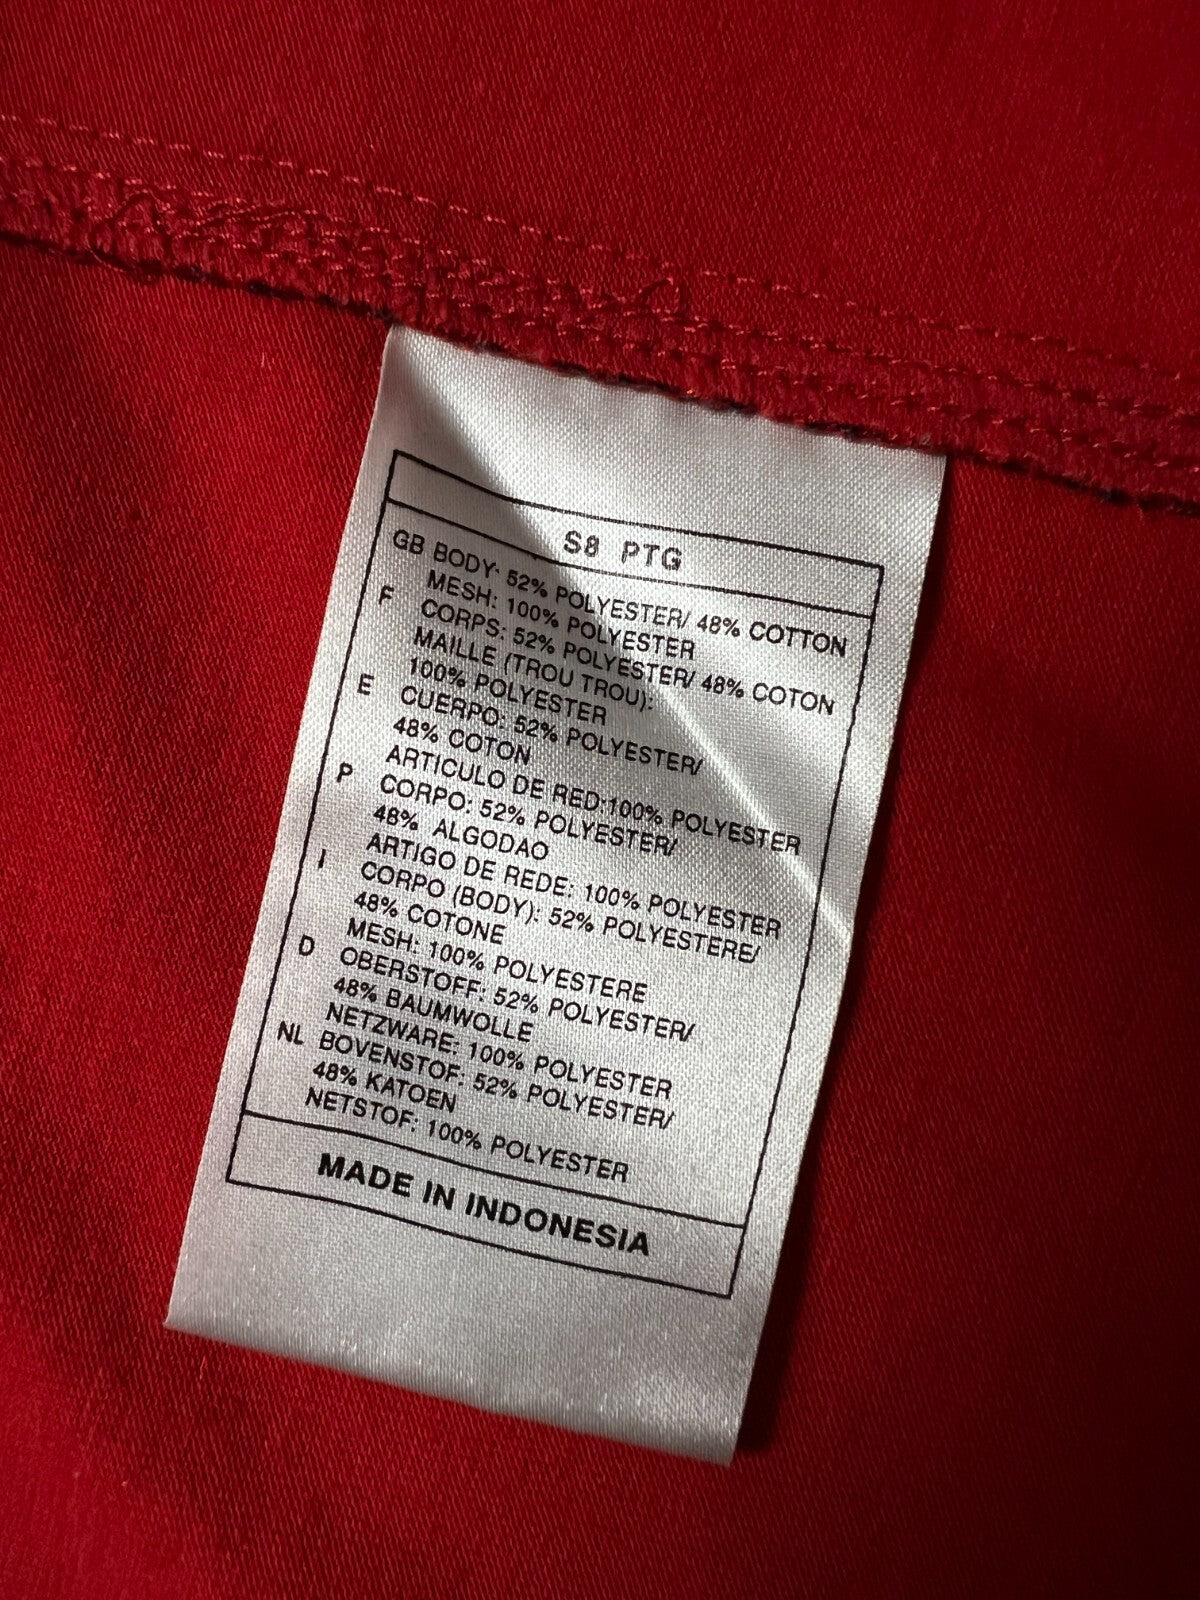 S8 PTG
GB BODY: 52% POLYESTER/ 48% COTTON
MESH: 100% POLYESTER
F CORPS: 52% POLYESTER/ 48% COTON
MAILLE (TROU TROU):
100% POLYESTER
E CUERPO: 52% POLYESTER/
48% COTON
ARTICULO DE RED:100% POLYESTER
P CORPO: 52% POLYESTER/
48% ALGODAO
ARTIGO DE REDE: 100% POLYESTER
I CORPO (BODY): 52% POLYESTERE/
48% COTONE
MESH: 100% POLYESTERE
D OBERSTOFF: 52% POLYESTER/
48% BAUMWOLLE
NETZWARE: 100% POLYESTER
NL BOVENSTOF: 52% POLYESTER/
48% KATOEN
NETSTOF: 100% POLYESTER
MADE IN INDONESIA